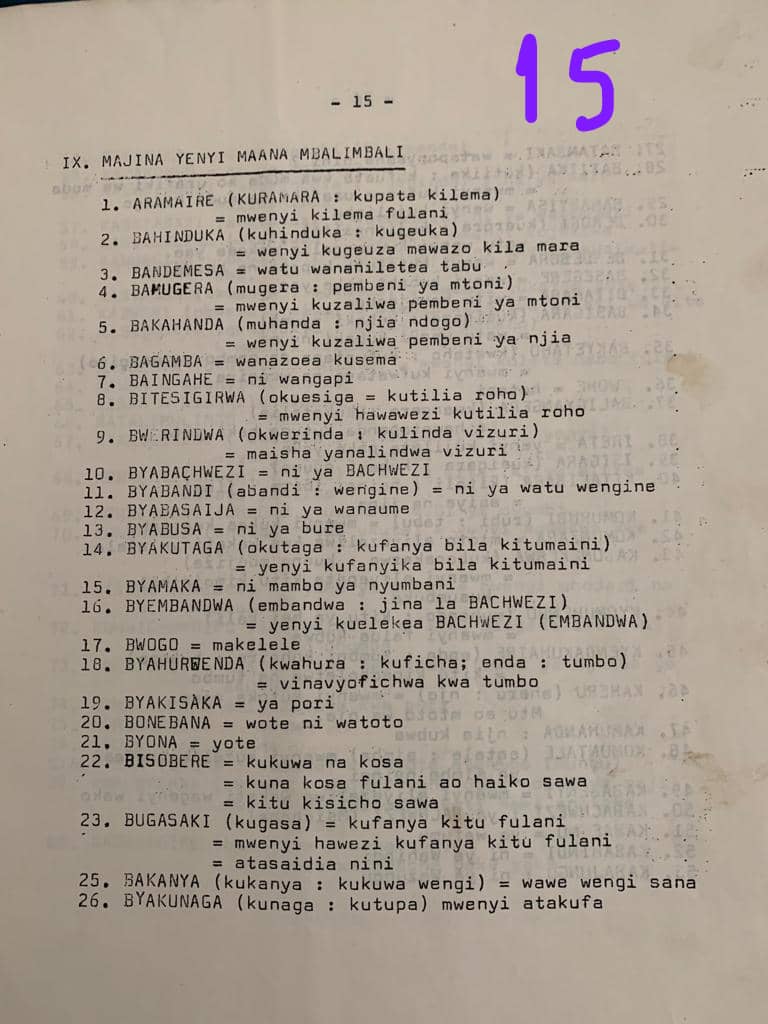 15
- 15 -
IX. MAJINA YENYI MAANA MBALIMBALI
1. ARAMAIRE (KURAMARA : kupata kilema)
= mwenyi kilema fulani
2. BAHINDUKA (kuhinduka : kugeuka)
= wenyi kugeuza mawazo kila mara
3. BANDEMESA = watu wananiletea tabu
4. BAMUGERA (mugera : pembeni ya mtoni)
= mwenyi kuzaliwa pembeni ya mtoni
5. BAKAHANDA (muhanda : njia ndogo)
= wenyi kuzaliwa pembeni ya njia
6. BAGAMBA = wanazoea kusema
7. BAINGAHE = ni wangapi
8. BITESIGIRWA (okuesiga = kutilia roho)
= mwenyi hawawezi kutilia roho
9. BWERINDWA (okwerinda : kulinda vizuri)
= maisha yanalindwa vizuri
10. BYABACHWEZI = ni ya BACHWEZI
11. BYABANDI (abandi : wengine) = ni ya watu wengine
12. BYABASAIJA = ni ya wanaume
13. BYABUSA = ni ya bure
14. BYAKUTAGA (okutaga : kufanya bila kitumaini)
= yenyi kufanyika bila kitumaini
15. BYAMAKA = ni mambo ya nyumbani
16. BYEMBANDWA (embandwa : jina la BACHWEZI)
= yenyi kuelekea BACHWEZI (EMBANDWA)
17. BWOGO = makelele
18. BYAHURWENDA (kwahura : kuficha; enda : tumbo)
= vinavyofichwa kwa tumbo
19. BYAKISAKA = ya pori
20. BONEBANA = wote ni watoto
21. BYONA = yote
22. BISOBERE = kukuwa na kosa
= kuna kosa fulani ao haiko sawa
= kitu kisicho sawa
23. BUGASAKI (kugasa) = kufanya kitu fulani
= mwenyi hawezi kufanya kitu fulani
= atasaidia nini
25. BAKANYA (kukanya : kukuwa wengi) = wawe wengi sana
26. BYAKUNAGA (kunaga : kutupa) mwenyi atakufa